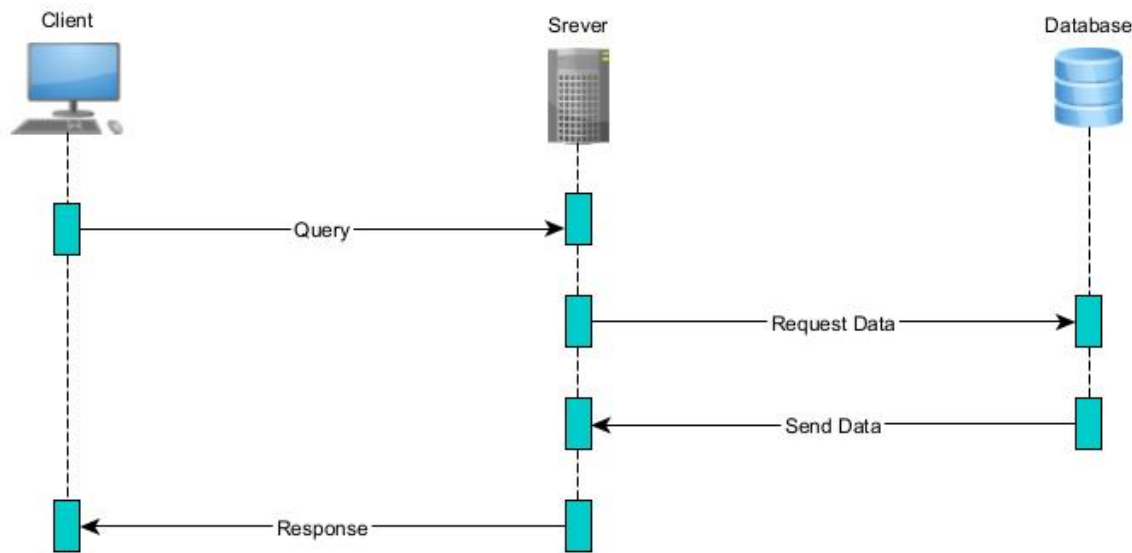 Client
Srever
Database
Query
Request Data
Send Data
Response